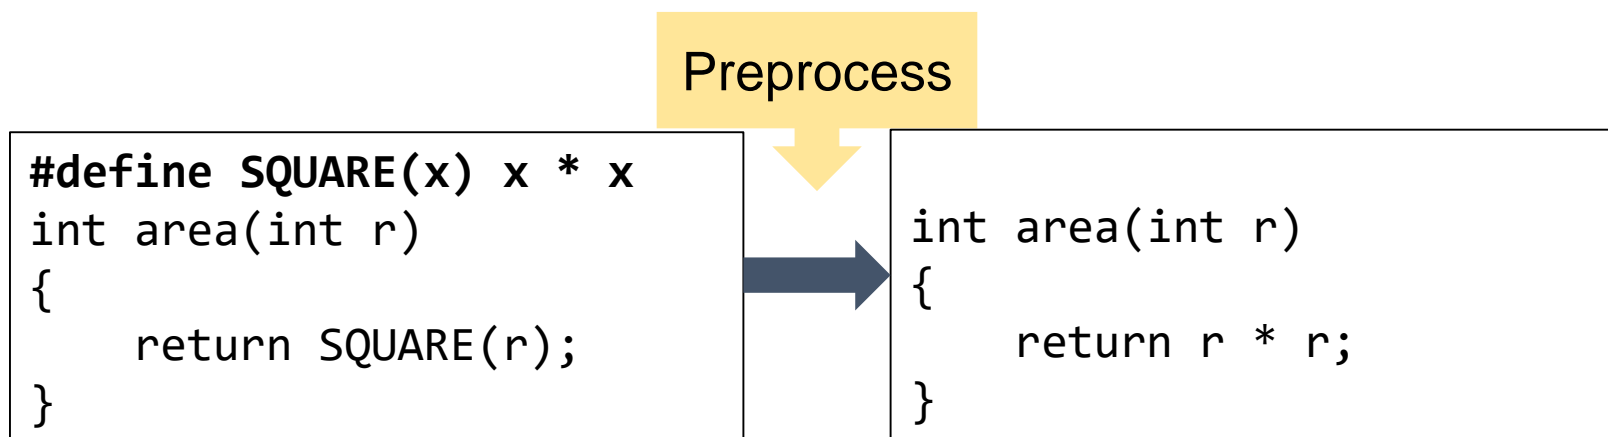 Preprocess
#define SQUARE(x) x * x
int area(int r)
{
    return SQUARE(r);
}
int area(int r)
{
    return r * r;
}